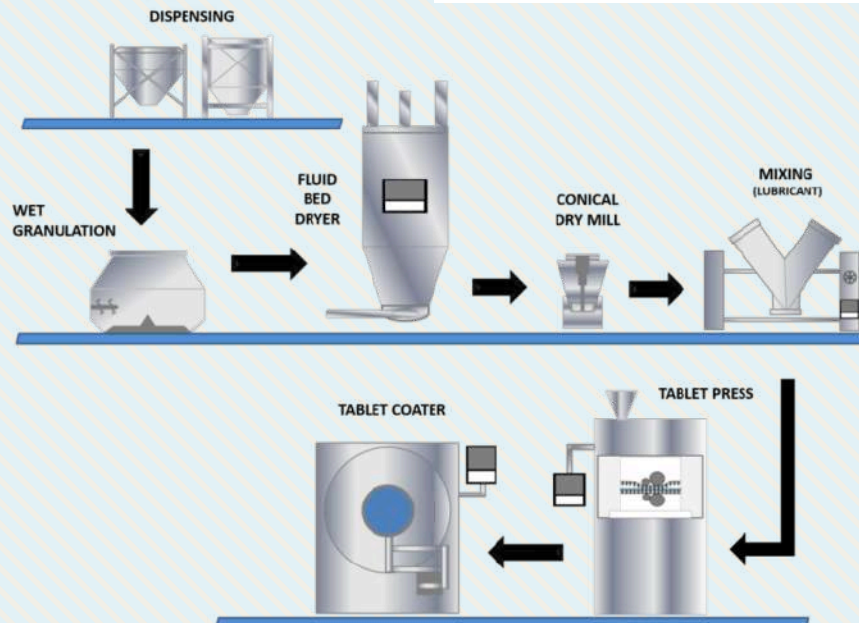 DISPENSING
WET
GRANULATION
FLUID
BED
DRYER
CONICAL
DRY MILL
MIXING
(LUBRICANT)
TABLET COATER
TABLET PRESS